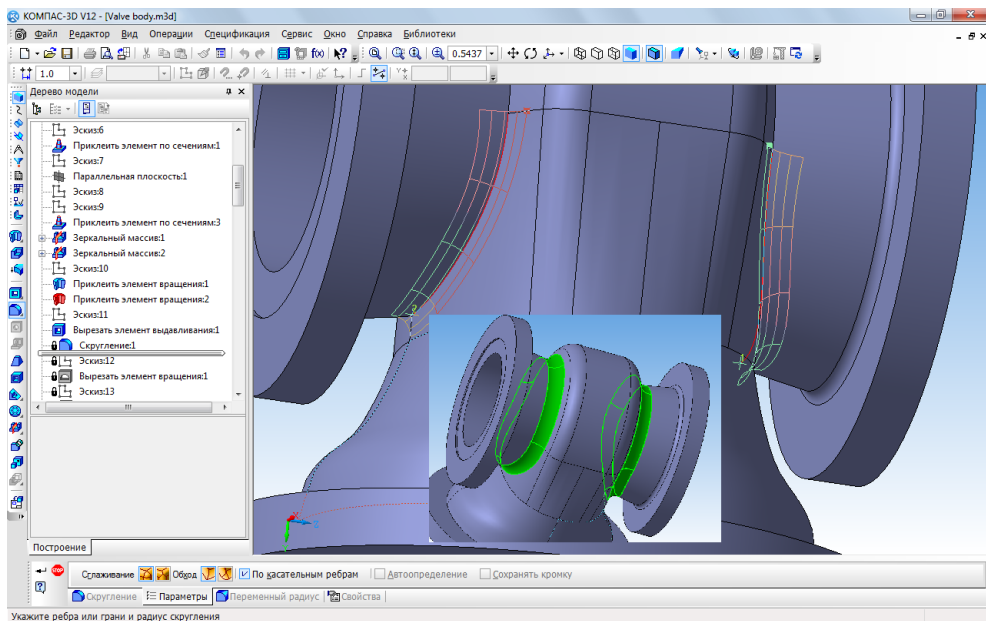 КОМПАС-3D V12 - [Valve body.m3d]
Файл Редактор Вид Операции Спецификация Сервис Окно Справка Библиотеки
0.5437
1.0
Дерево модели
Эскиз:6
Приклеить элемент по сечениям:1
Эскиз:7
Параллельная плоскость:1
Эскиз:8
Эскиз:9
Приклеить элемент по сечениям:3
Зеркальный массив:1
Зеркальный массив:2
Эскиз:10
Приклеить элемент вращения:1
Приклеить элемент вращения:2
Эскиз:11
Вырезать элемент выдавливания:1
Скругление:1
Эскиз:12
Вырезать элемент вращения:1
Эскиз:13
Построение
STOP
Сглаживание Обход По касательным ребрам Автоопределение Сохранять кромку
Скругление Параметры Переменный радиус Свойства
Укажите ребра или грани и радиус скругления